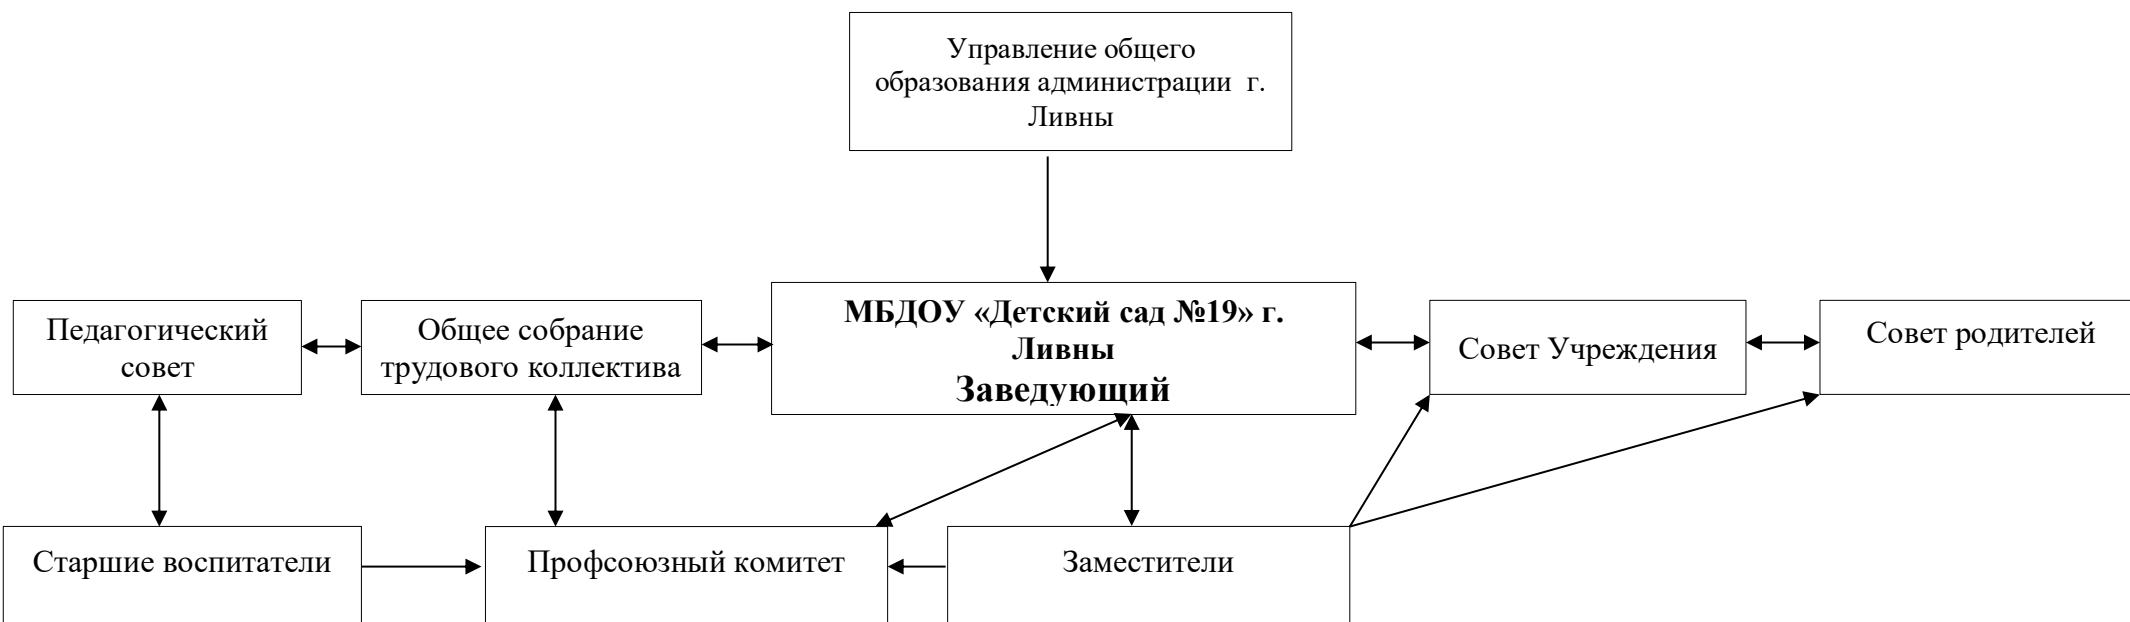 Управление общего
образования администрации г.
Ливны
Педагогический
совет
Общее собрание
трудового коллектива
МБДОУ «Детский сад №19» г.
Ливны
Заведующий
Совет Учреждения
Совет родителей
Старшие воспитатели
Профсоюзный комитет
Заместители